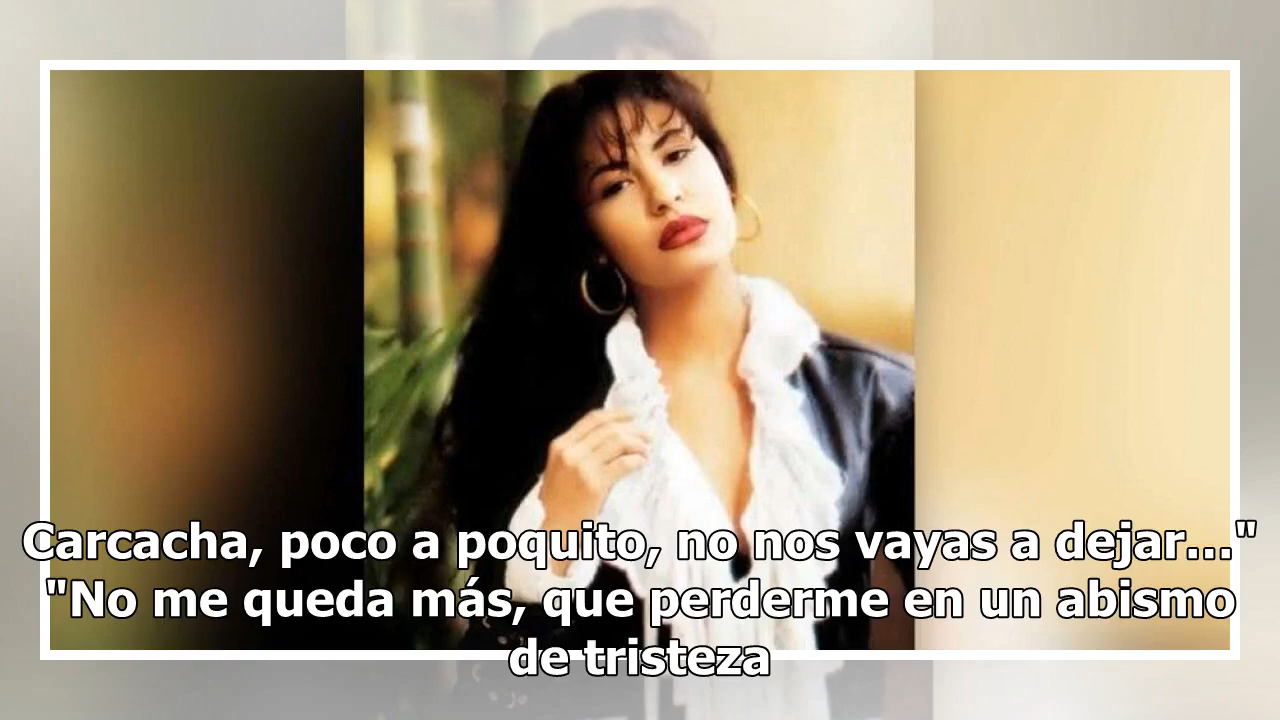 Carcacha, poco a poquito, no nos vayas a dejar..."
"No me queda más, que perderme en un abismo
de tristeza